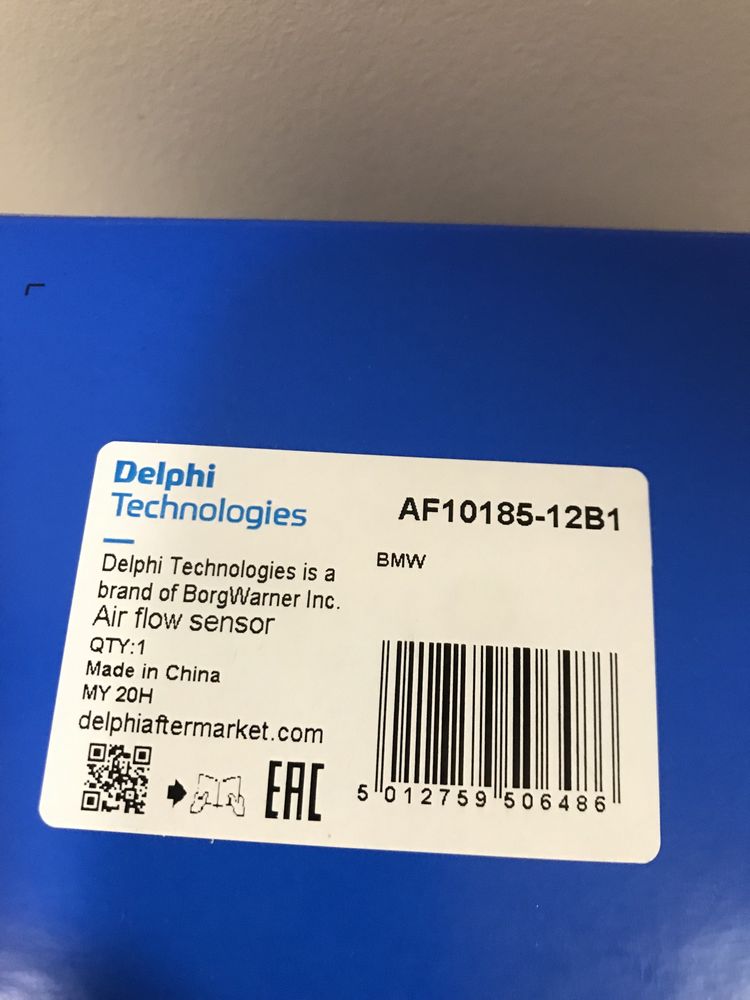 Delphi
Technologies
AF10185-12B1
Delphi Technologies is a
brand of BorgWarner Inc.
BMW
Air flow sensor
QTY:1
Made in China
MY 20H
delphiaftermarket.com
EAC
5 012759 506486